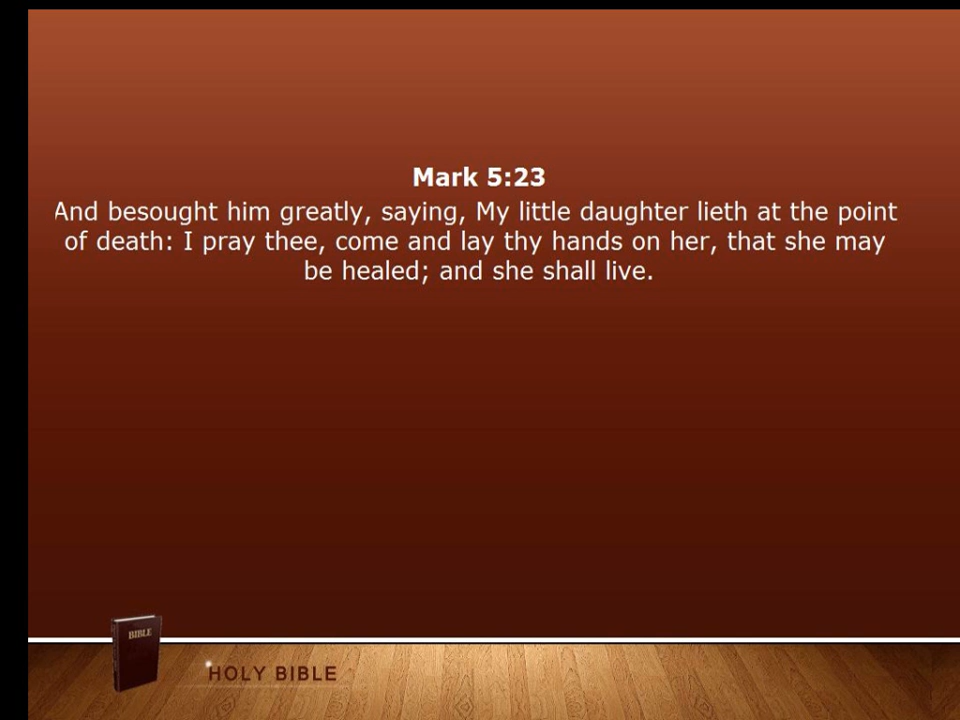 Mark 5:23
And besought him greatly, saying, My little daughter lieth at the point
of death: I pray thee, come and lay thy hands on her, that she may
be healed; and she shall live.
BIBLE
HOLY BIBLE